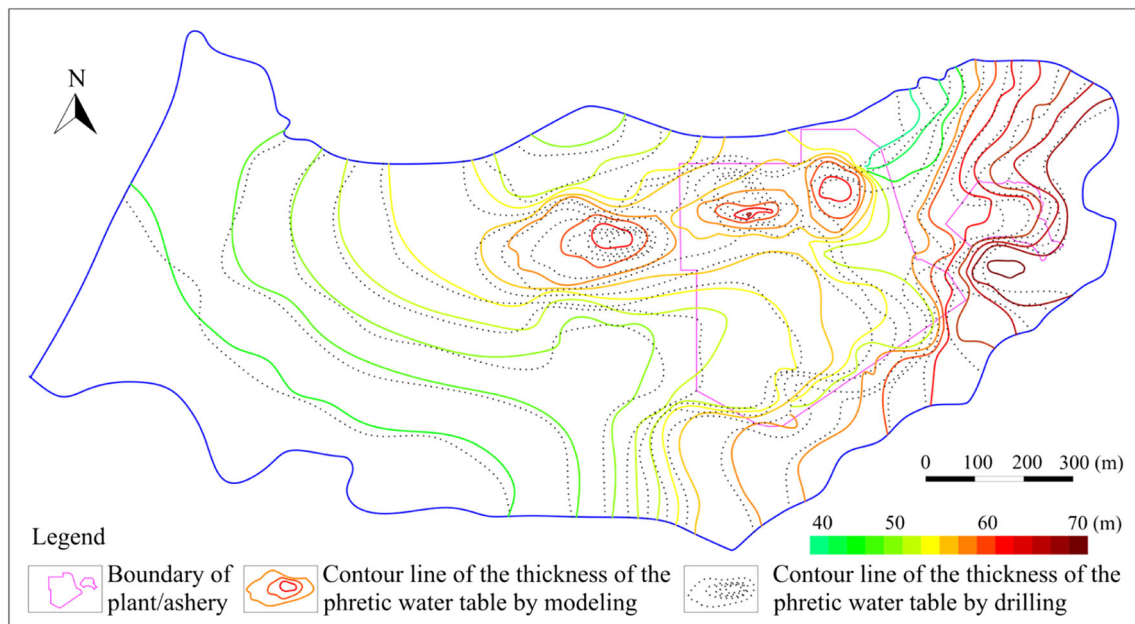 N
0 100 200 300 (m)
40 50 60 70 (m)
Legend
Boundary of
plant/ashery
Contour line of the thickness of the
phretic water table by modeling
Contour line of the thickness of the
phretic water table by drilling